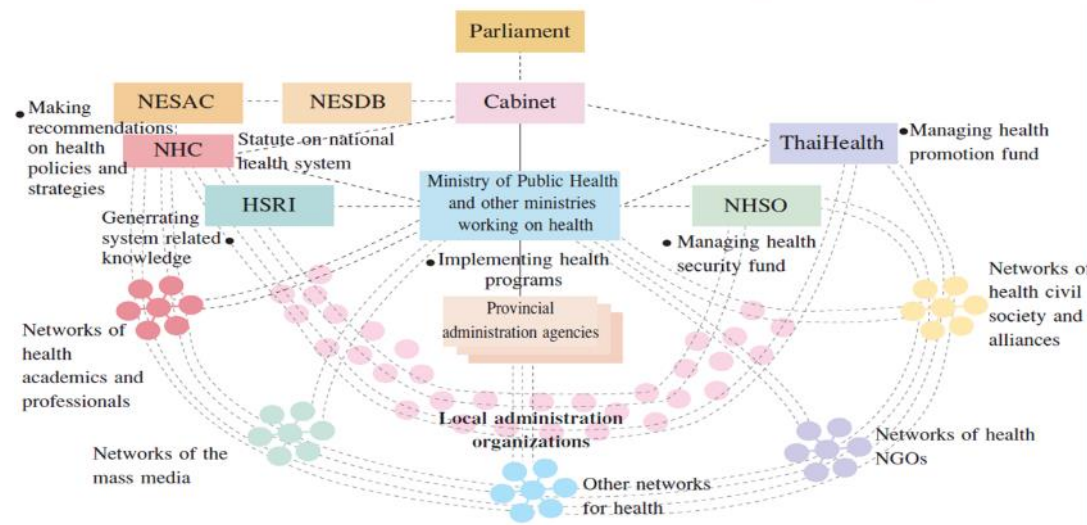 Parliament
NESAC
NESDB
Cabinet
Making
recommendations
on health
policies and
strategies
NHC
Statute on national
health system
ThaiHealth
Managing health
promotion fund
HSRI
Ministry of Public Health
and other ministries
working on health
NHSO
Generrating
system related
knowledge
Implementing health
programs
Managing health
security fund
Provincial
administration agencies
Networks of
health civil
society and
alliances
Networks of
health
academics and
professionals
Local administration
organizations
Networks of the
mass media
Networks of health
NGOs
Other networks
for health